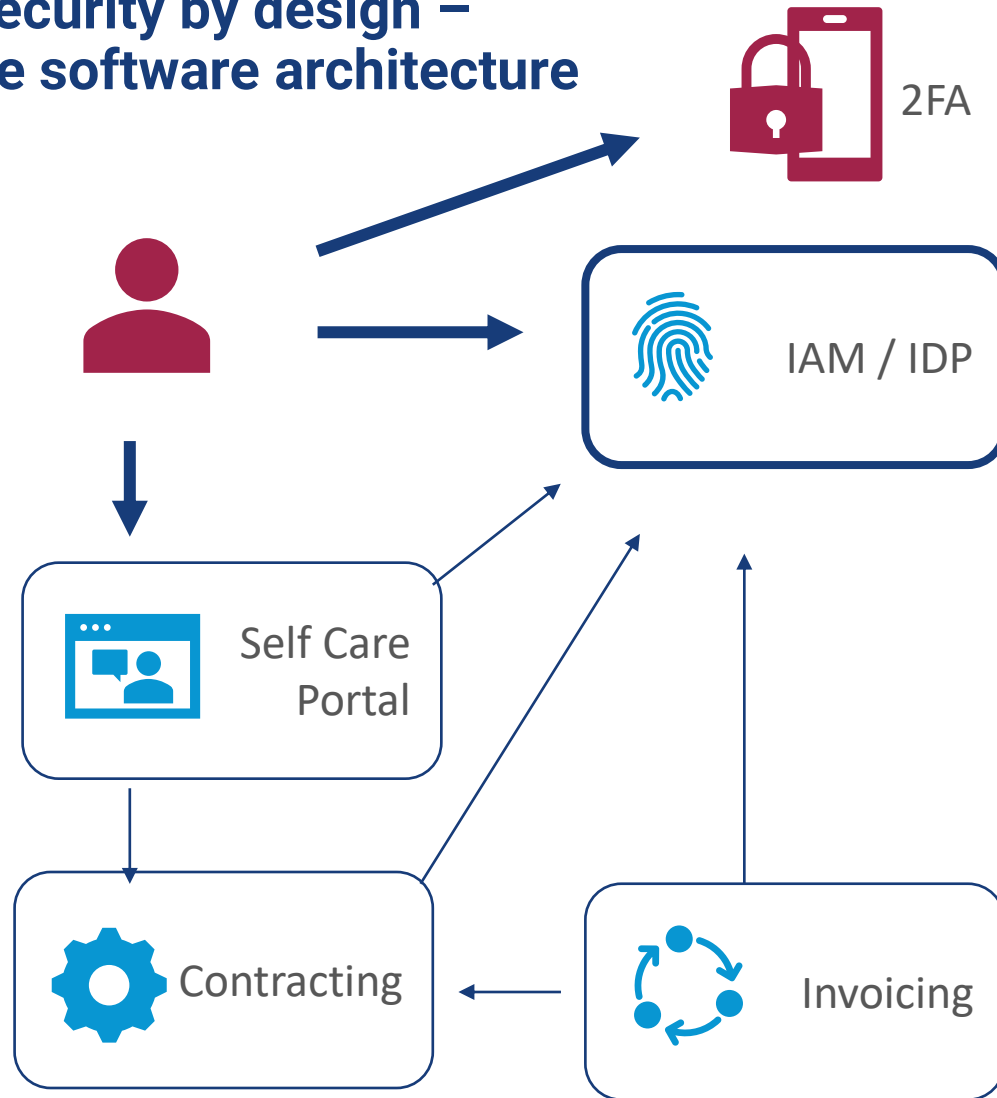 ecurity by design –
e software architecture
2FA
IAM / IDP
Self Care
Portal
Contracting
Invoicing